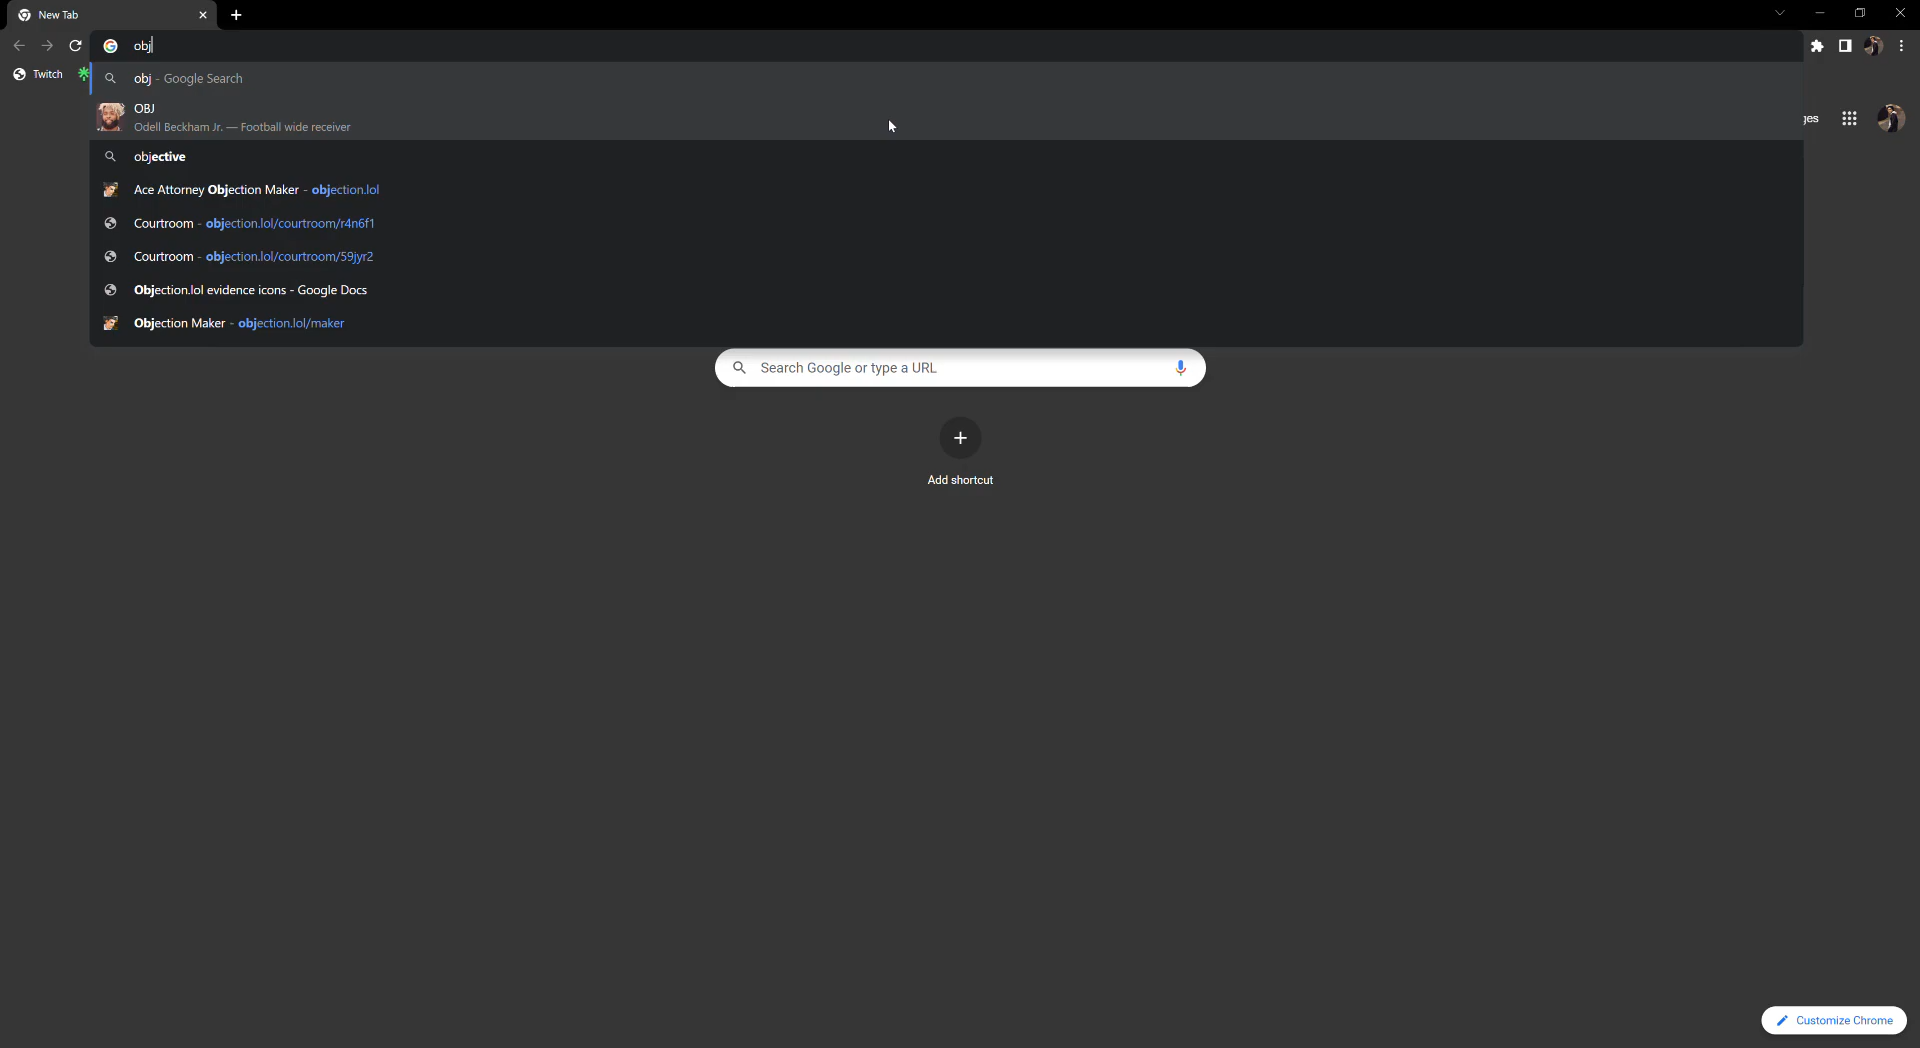 New Tab
obj
Twitch
obj - Google Search
OBJ
Odell Beckham Jr. — Football wide receiver
objective
Ace Attorney Objection Maker - objection.lol
Courtroom - objection.lol/courtroom/r4n6f1
Courtroom - objection.lol/courtroom/59jyr2
Objection.lol evidence icons - Google Docs
Objection Maker - objection.lol/maker
Search Google or type a URL
Add shortcut
Customize Chrome